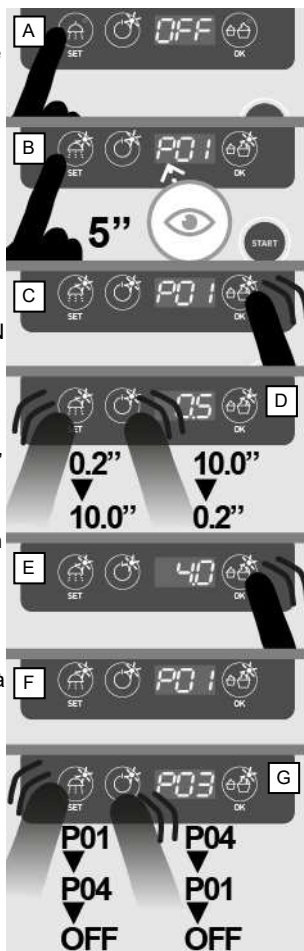 A
OFF
SET
OK
B
P01
SET
OK
5”
START
C
P01
SET
OK
D
0.5
SET
OK
0.2” 10.0”
10.0” 0.2”
E
4.0
SET
OK
F
P01
SET
OK
G
P03
SET
OK
P01 P04
P04 P01
OFF OFF